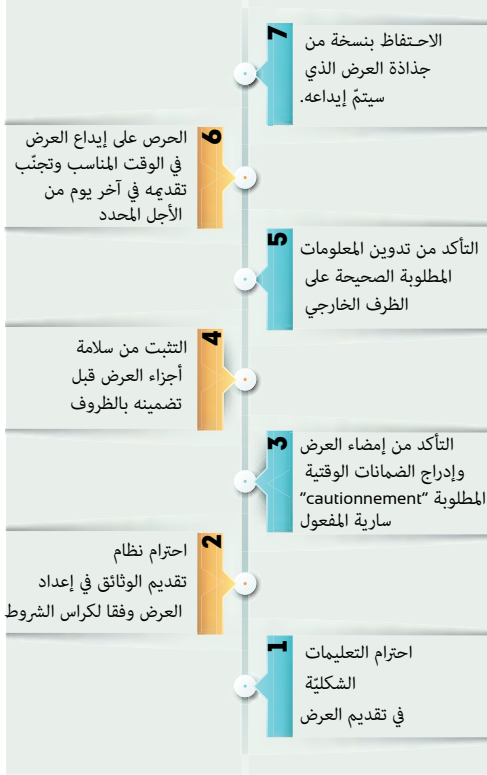 7
الاحتفاظ بنسخة من
جذاذة العرض الذي
سيتمّ إيداعه.
6
الحرص على إيداع العرض
في الوقت المناسب وتجنّب
تقديمه في آخر يوم من
الأجل المحدد
5
التأكد من تدوين المعلومات
المطلوبة الصحيحة على
الظرف الخارجي
4
التثبت من سلامة
أجزاء العرض قبل
تضمينه بالظروف
3
التأكد من إمضاء العرض
وإدراج الضمانات الوقتية
المطلوبة “cautionnement”
سارية المفعول
2
احترام نظام
تقديم الوثائق في إعداد
العرض وفقا لكراس الشروط
1
احترام التعليمات
الشكليّة
في تقديم العرض